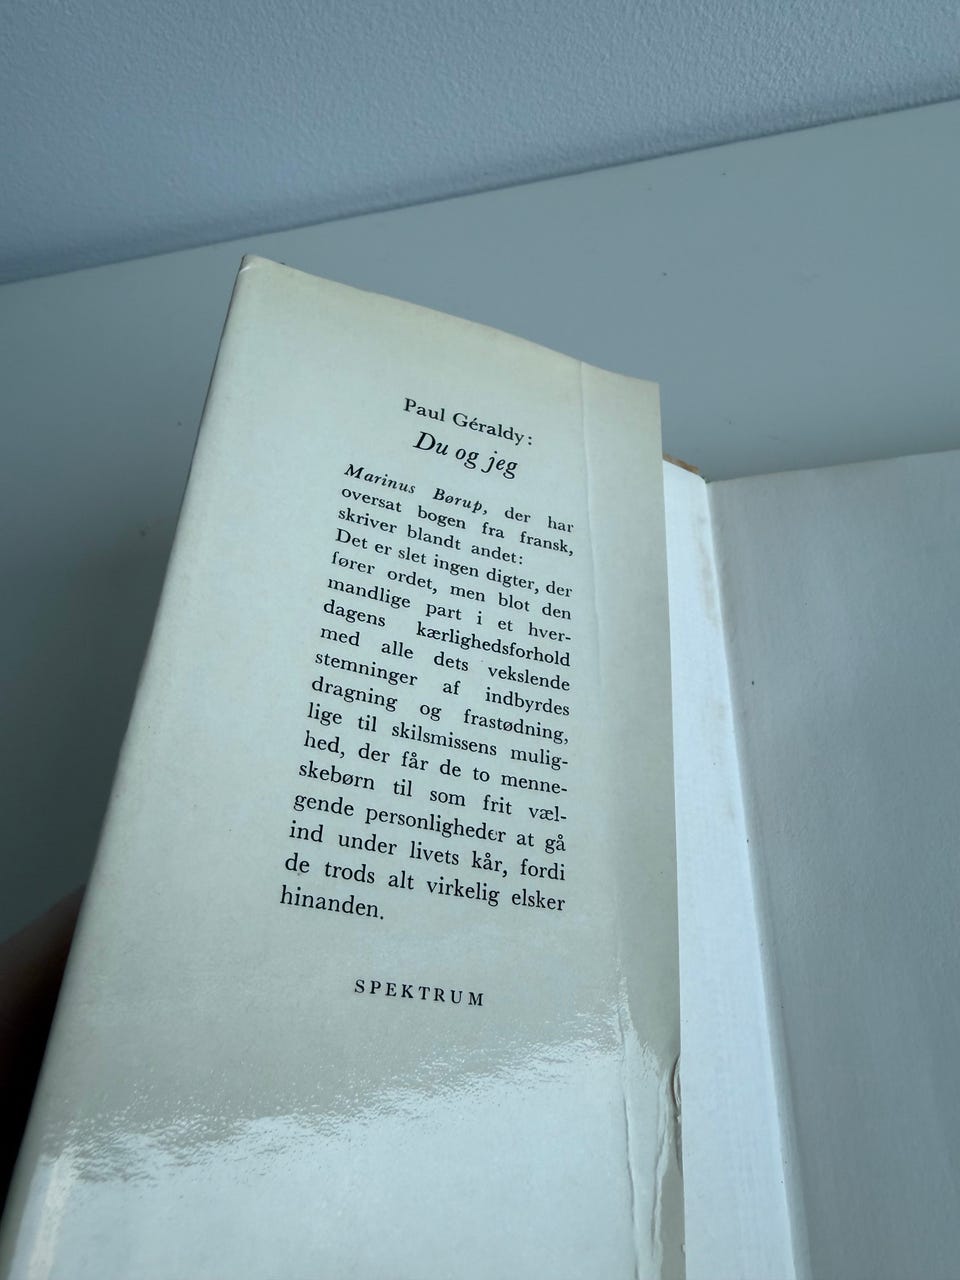 Paul Géraldy:
Du og jeg
Marinus Børup, der har
oversat bogen fra fransk,
skriver blandt andet:
Det er slet ingen digter, der
fører ordet, men blot den
mandlige part i et hver-
dagens kærlighedsforhold
med alle dets vekslende
stemninger af indbyrdes
dragning og frastødning,
lige til skilsmissens mulig-
hed, der får de to menne-
skebørn til som frit væl-
gende personligheder at gå
ind under livets kår, fordi
de trods alt virkelig elsker
hinanden.
SPEKTRUM